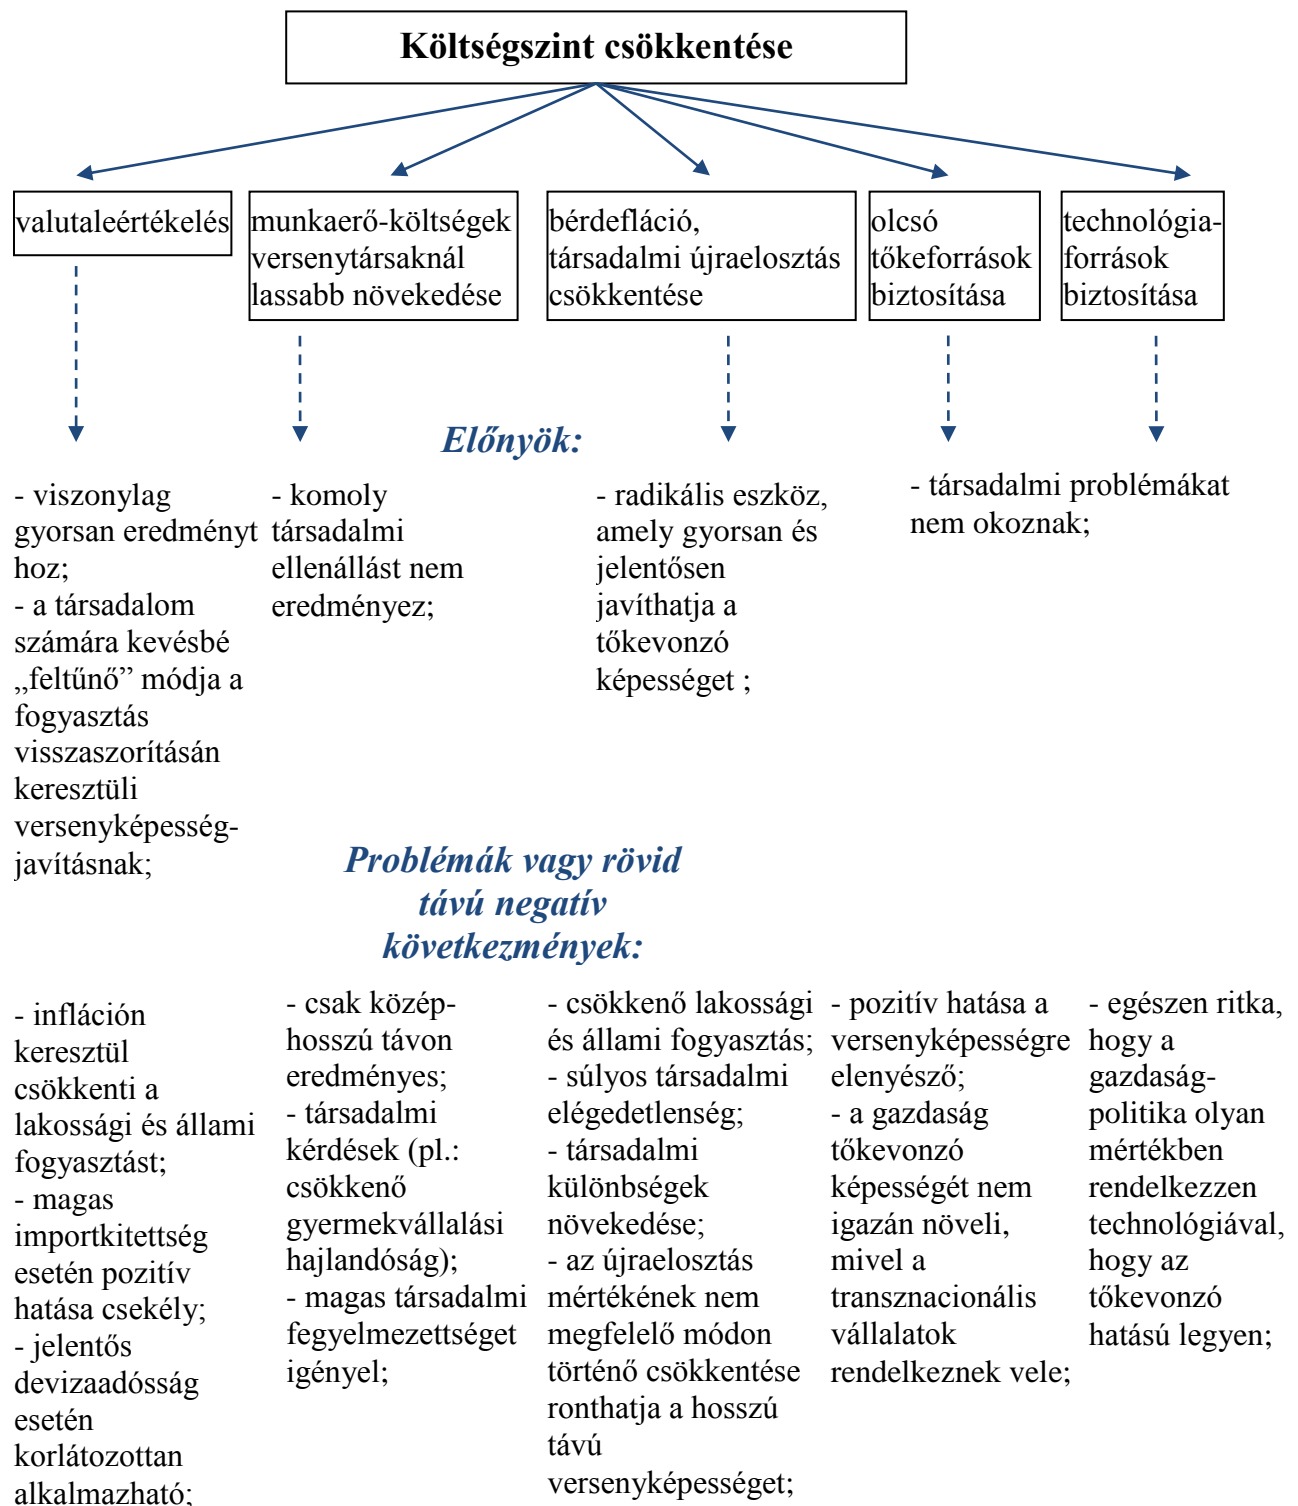 Költségszint csökkentése
valutaleértékelés
munkaerő-költségek
versenytársaknál
lassabb növekedése
bérdefláció,
társadalmi újraelosztás
csökkentése
olcsó
tőkeforrások
biztosítása
technológia-
források
biztosítása
Előnyök:
- viszonylag
gyorsan eredményt
hoz;
- a társadalom
számára kevésbé
„feltűnő” módja a
fogyasztás
visszaszorításán
keresztüli
versenyképesség-
javításnak;
- komoly
társadalmi
ellenállást nem
eredményez;
- radikális eszköz,
amely gyorsan és
jelentősen
javíthatja a
tőkevonzó
képességet ;
- társadalmi problémákat
nem okoznak;
Problémák vagy rövid
távú negatív
következmények:
- infláción
keresztül
csökkenti a
lakossági és állami
fogyasztást;
- magas
importkitettség
esetén pozitív
hatása csekély;
- jelentős
devizaadósság
esetén
korlátozottan
alkalmazható;
- csak közép-
hosszú távon
eredményes;
- társadalmi
kérdések (pl.:
csökkenő
gyermekvállalási
hajlandóság);
- magas társadalmi
fegyelmezettséget
igényel;
- csökkenő lakossági
és állami fogyasztás;
- súlyos társadalmi
elégedetlenség;
- társadalmi
különbségek
növekedése;
- az újraelosztás
mértékének nem
megfelelő módon
történő csökkentése
ronthatja a hosszú
távú
versenyképességet;
- pozitív hatása a
versenyképességre
elenyésző;
- a gazdaság
tőkevonzó
képességét nem
igazán növeli,
mivel a
transznacionális
vállalatok
rendelkeznek vele;
- egészen ritka,
hogy a
gazdaság-
politika olyan
mértékben
rendelkezzen
technológiával,
hogy az
tőkevonzó
hatású legyen;